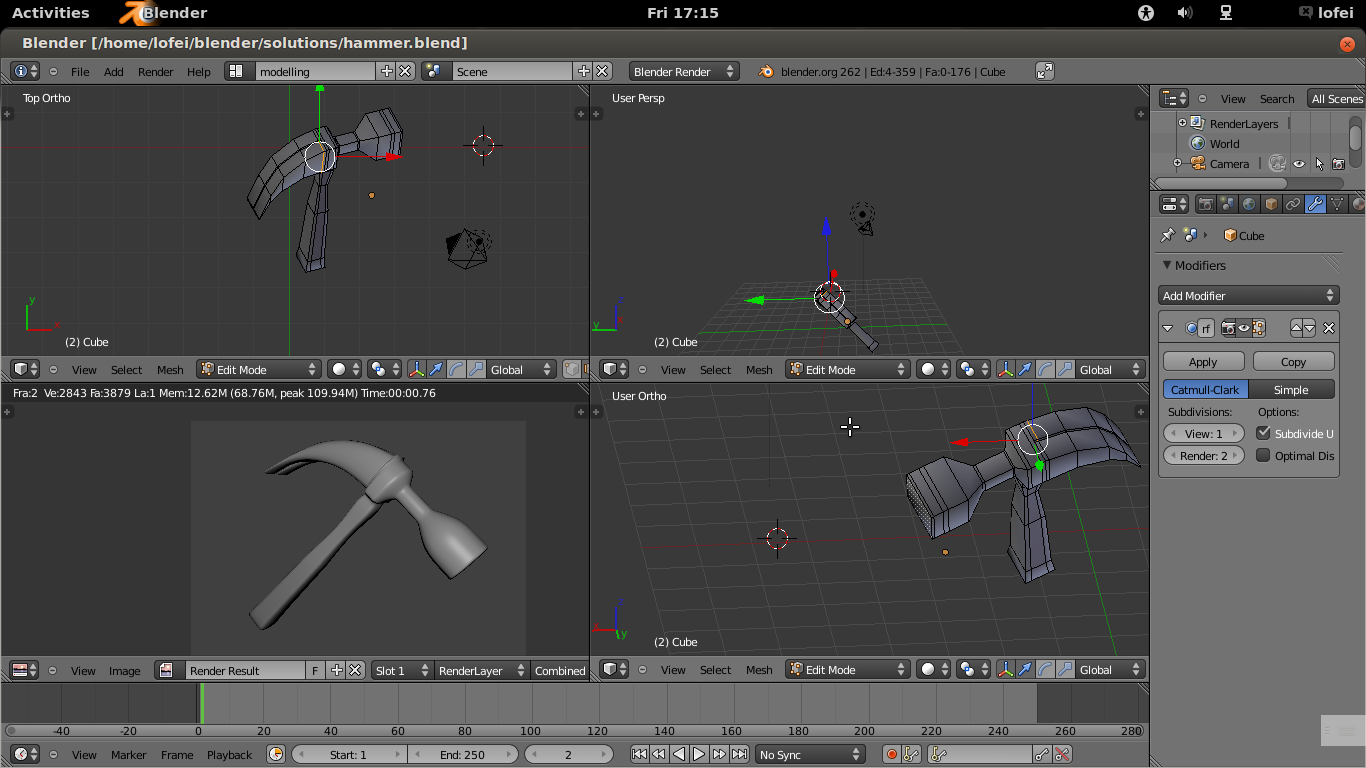 Activities Blender Fri 17:15 lofei
Blender [/home/lofei/blender/solutions/hammer.blend]
File Add Render Help modelling Scene Blender Render blender.org 262 | Ed:4-359 | Fa:0-176 | Cube
View Search All Scenes
Top Ortho
User Persp
RenderLayers
World
Camera
y
x
(2) Cube
z
y
(2) Cube
Cube
Modifiers
Add Modifier
rf
Apply Copy
Catmull-Clark Simple
Subdivisions: Options:
View: 1 Subdivide U
Render: 2 Optimal Dis
View Select Mesh Edit Mode Global
View Select Mesh Edit Mode Global
Fra:2 Ve:2843 Fa:3879 La:1 Mem:12.62M (68.76M, peak 109.94M) Time:00:00.76
User Ortho
z
x
y
(2) Cube
View Image Render Result F Slot 1 RenderLayer Combined
View Select Mesh Edit Mode Global
-40 -20 0 20 40 60 80 100 120 140 160 180 200 220 240 260 280
View Marker Frame Playback Start: 1 End: 250 2 No Sync